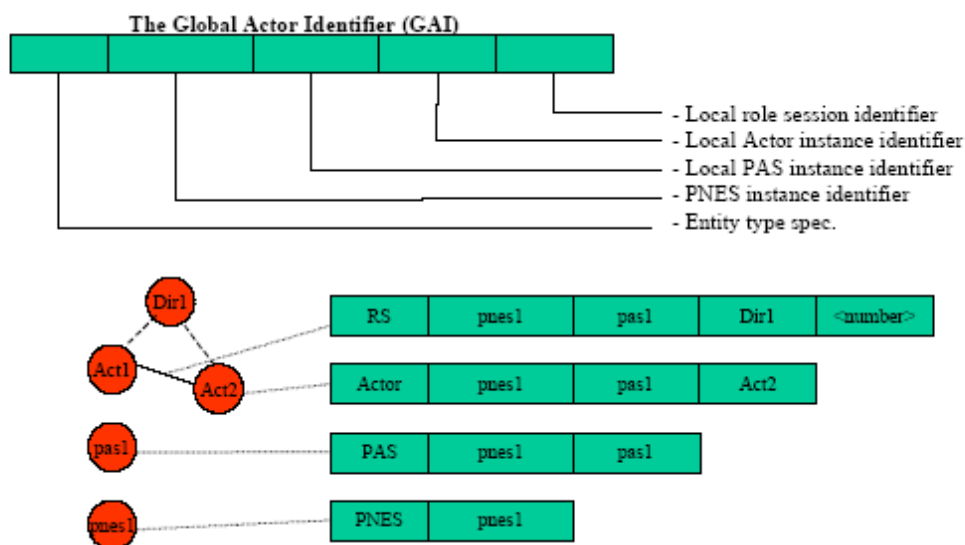 The Global Actor Identifier (GAI)
- Local role session identifier
- Local Actor instance identifier
- Local PAS instance identifier
- PNES instance identifier
- Entity type spec.
Dir1
RS pnes1 pas1 Dir1 <number>
Act1
Act2
Actor pnes1 pas1 Act2
pas1
PAS pnes1 pas1
pnes1
PNES pnes1